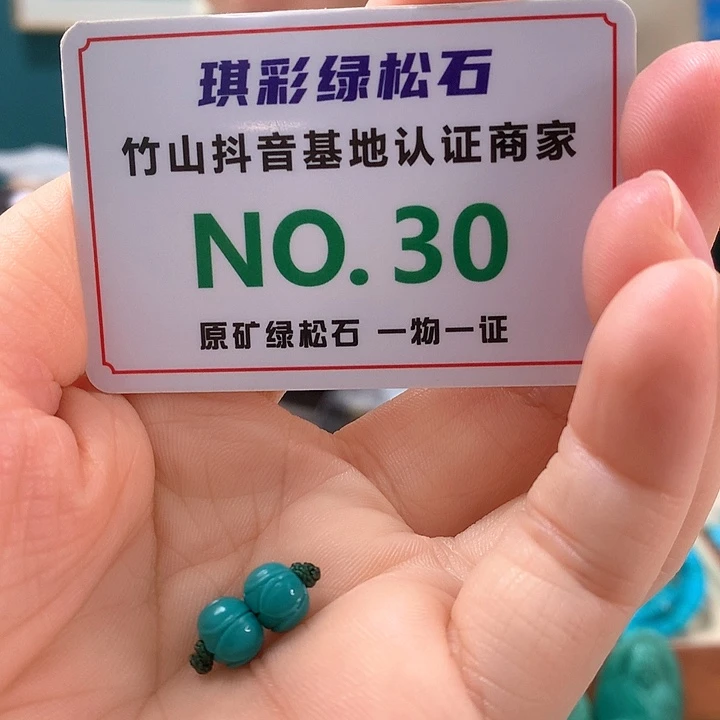 琪彩绿松石
竹山抖音基地认证商家
NO.30
原矿绿松石 一物一证